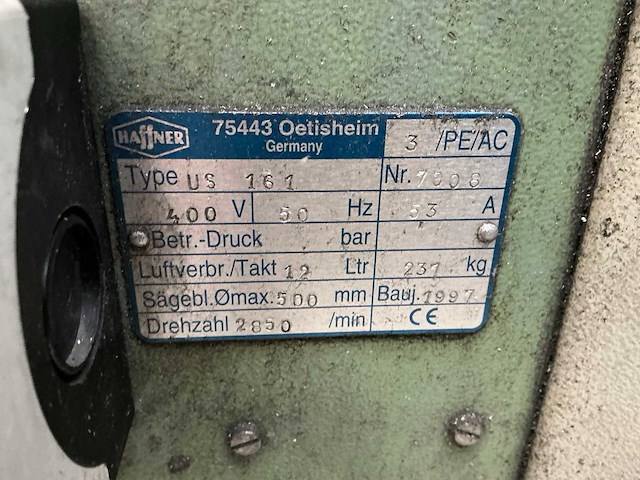 HAFFNER 75443 Oetisheim
Germany
3 /PE/AC
Type US 161 Nr.
400 V 50 Hz A
Betr.-Druck bar
Luftverbr./Takt 12 Ltr 237 kg
Sägebl.Ømax. 500 mm Bauj. 1997
Drehzahl 2850 /min CE